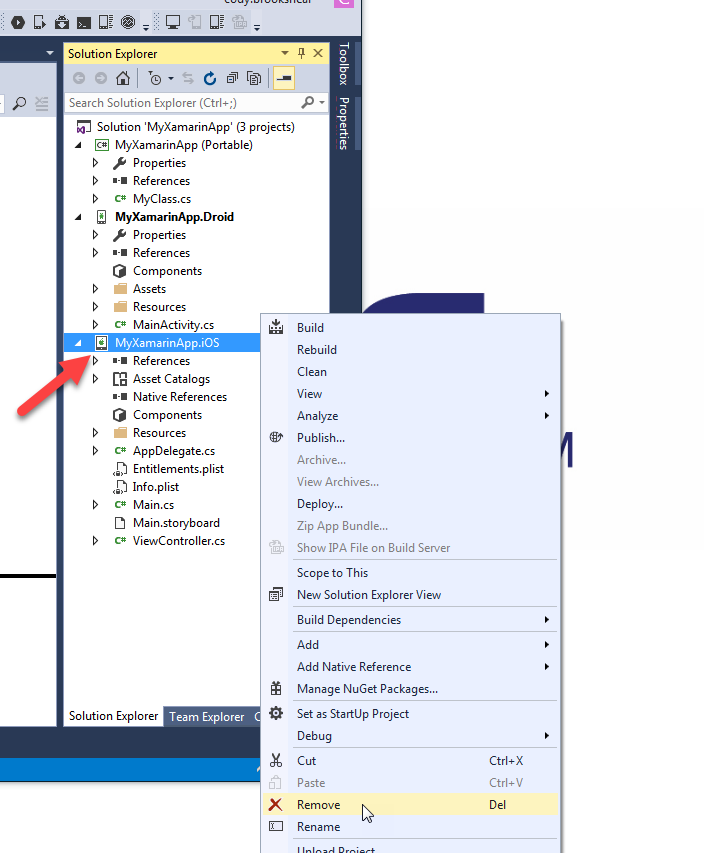 cody.brookshear
Solution Explorer
Toolbox
Properties
Search Solution Explorer (Ctrl+;)
Solution 'MyXamarinApp' (3 projects)
MyXamarinApp (Portable)
Properties
References
MyClass.cs
MyXamarinApp.Droid
Properties
References
Components
Assets
Resources
MainActivity.cs
MyXamarinApp.iOS
References
Asset Catalogs
Native References
Components
Resources
AppDelegate.cs
Entitlements.plist
Info.plist
Main.cs
Main.storyboard
ViewController.cs
Solution Explorer
Team Explorer
C
Build
Rebuild
Clean
View
Analyze
Publish...
Archive...
View Archives...
Deploy...
Zip App Bundle...
Show IPA File on Build Server
Scope to This
New Solution Explorer View
Build Dependencies
Add
Add Native Reference
Manage NuGet Packages...
Set as StartUp Project
Debug
Cut Ctrl+X
Paste Ctrl+V
Remove Del
Rename
Unload Project
M